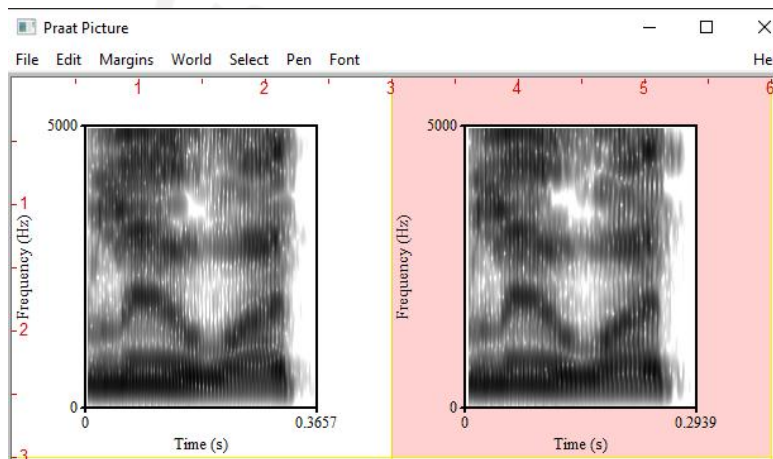 Praat Picture
File Edit Margins World Select Pen Font He
1 2 3 4 5 6
5000 5000
1
Frequency (Hz) Frequency (Hz)
2
0 0
0 0.3657 0 0.2939
Time (s) Time (s)
3